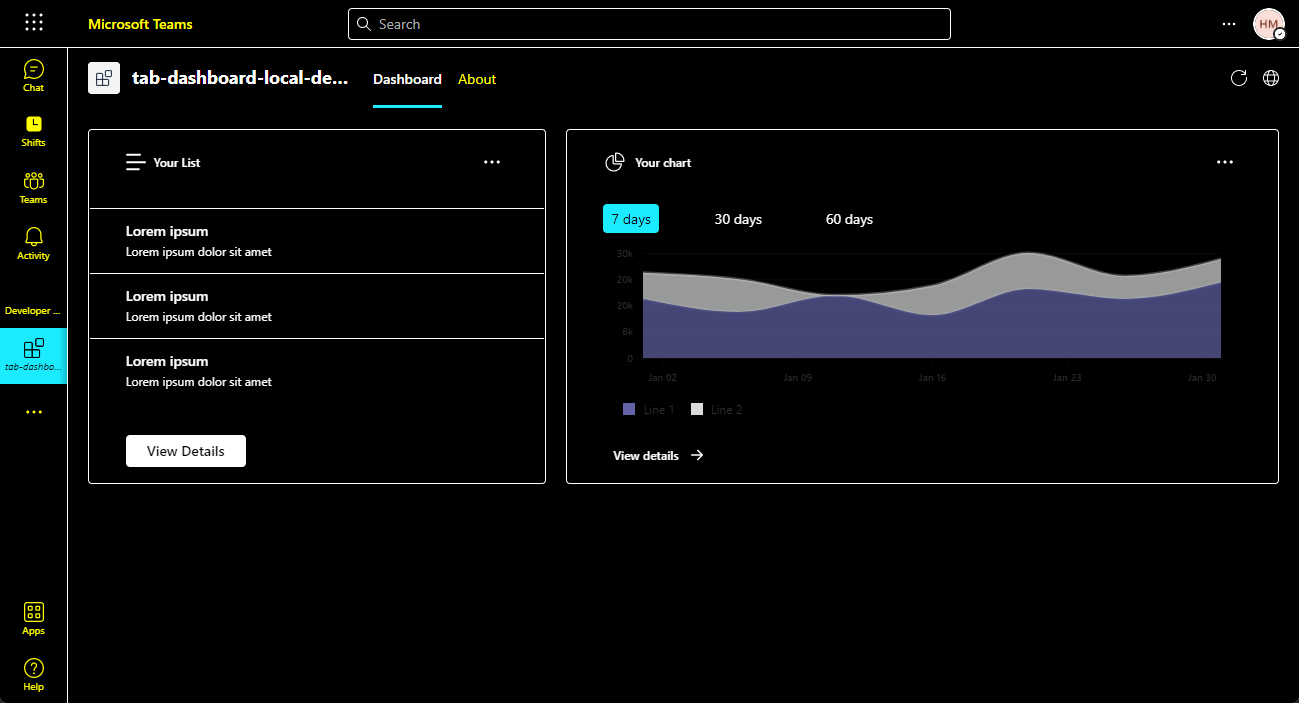 Microsoft Teams
Search
HM
Chat
Shifts
Teams
Activity
Developer ...
tab-dashbo...
Apps
Help
tab-dashboard-local-de...
Dashboard
About
Your List
Lorem ipsum
Lorem ipsum dolor sit amet
Lorem ipsum
Lorem ipsum dolor sit amet
Lorem ipsum
Lorem ipsum dolor sit amet
View Details
Your chart
7 days 30 days 60 days
30k
20k
20k
8k
0
Jan 02 Jan 09 Jan 16 Jan 23 Jan 30
Line 1 Line 2
View details